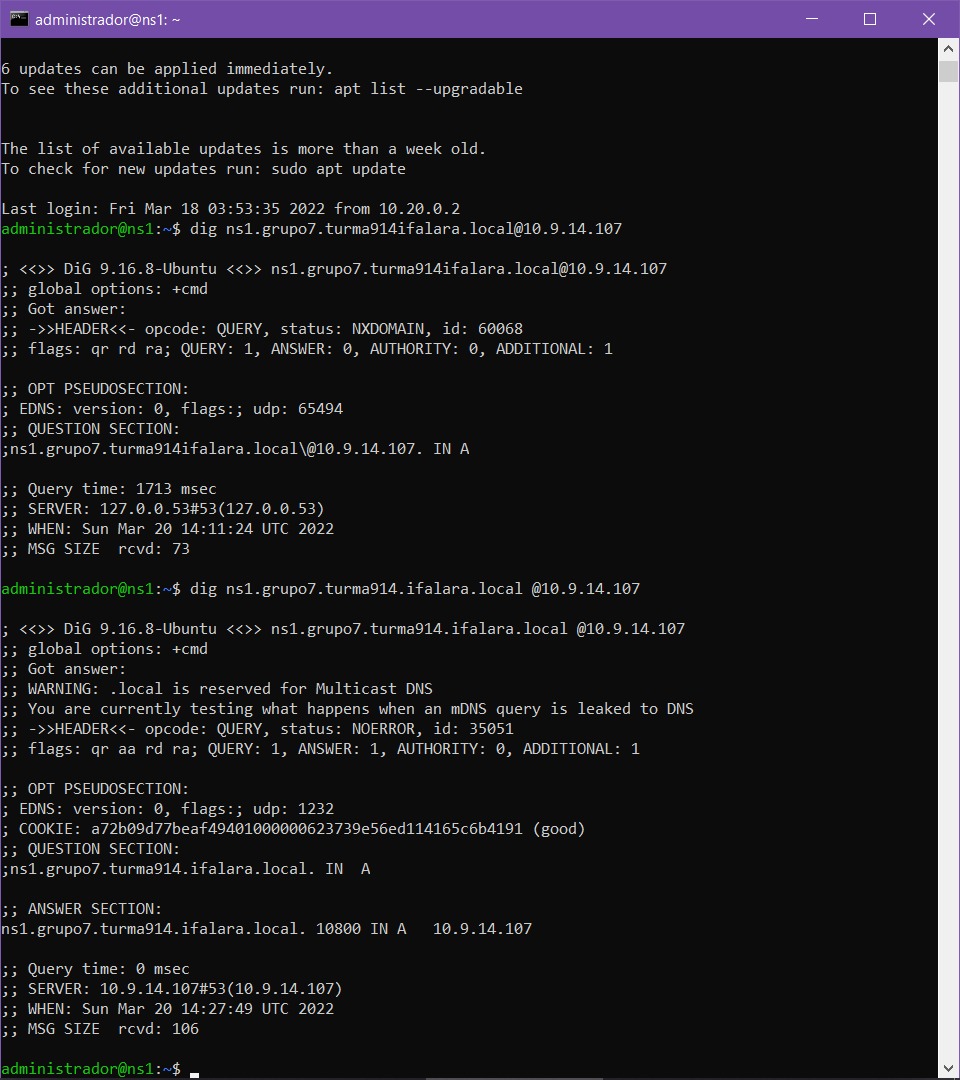 administrador@ns1: ~
6 updates can be applied immediately.
To see these additional updates run: apt list --upgradable
The list of available updates is more than a week old.
To check for new updates run: sudo apt update
Last login: Fri Mar 18 03:53:35 2022 from 10.20.0.2
administrador@ns1:~$ dig ns1.grupo7.turma914ifalara.local@10.9.14.107
; <<>> DiG 9.16.8-Ubuntu <<>> ns1.grupo7.turma914ifalara.local@10.9.14.107
;; global options: +cmd
;; Got answer:
;; ->>HEADER<<- opcode: QUERY, status: NXDOMAIN, id: 60068
;; flags: qr rd ra; QUERY: 1, ANSWER: 0, AUTHORITY: 0, ADDITIONAL: 1
;; OPT PSEUDOSECTION:
; EDNS: version: 0, flags:; udp: 65494
;; QUESTION SECTION:
;ns1.grupo7.turma914ifalara.local\@10.9.14.107. IN A
;; Query time: 1713 msec
;; SERVER: 127.0.0.53#53(127.0.0.53)
;; WHEN: Sun Mar 20 14:11:24 UTC 2022
;; MSG SIZE  rcvd: 73
administrador@ns1:~$ dig ns1.grupo7.turma914.ifalara.local @10.9.14.107
; <<>> DiG 9.16.8-Ubuntu <<>> ns1.grupo7.turma914.ifalara.local @10.9.14.107
;; global options: +cmd
;; Got answer:
;; WARNING: .local is reserved for Multicast DNS
;; You are currently testing what happens when an mDNS query is leaked to DNS
;; ->>HEADER<<- opcode: QUERY, status: NOERROR, id: 35051
;; flags: qr aa rd ra; QUERY: 1, ANSWER: 1, AUTHORITY: 0, ADDITIONAL: 1
;; OPT PSEUDOSECTION:
; EDNS: version: 0, flags:; udp: 1232
; COOKIE: a72b09d77beaf49401000000623739e56ed114165c6b4191 (good)
;; QUESTION SECTION:
;ns1.grupo7.turma914.ifalara.local. IN  A
;; ANSWER SECTION:
ns1.grupo7.turma914.ifalara.local. 10800 IN A   10.9.14.107
;; Query time: 0 msec
;; SERVER: 10.9.14.107#53(10.9.14.107)
;; WHEN: Sun Mar 20 14:27:49 UTC 2022
;; MSG SIZE  rcvd: 106
administrador@ns1:~$